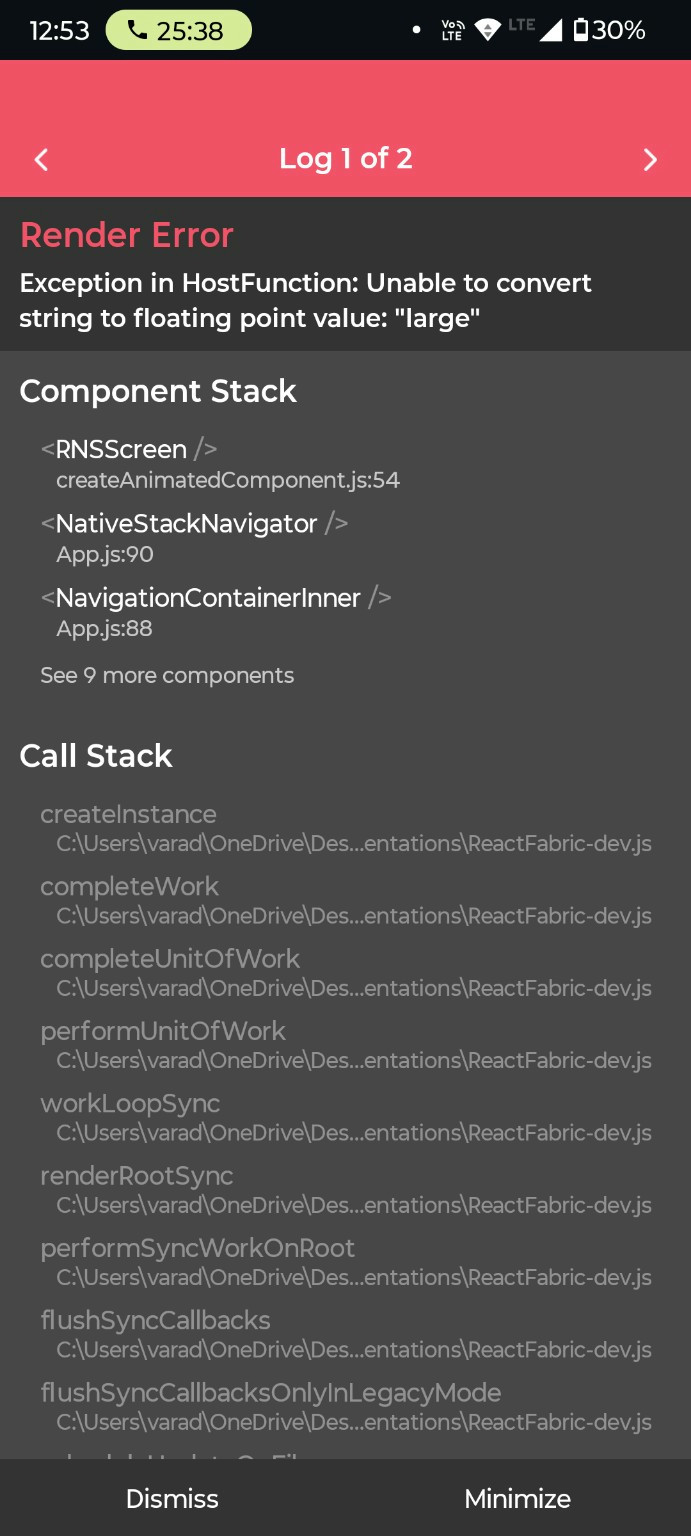 12:53
25:38
Vo
LTE
LTE
30%
Log 1 of 2
Render Error
Exception in HostFunction: Unable to convert
string to floating point value: "large"
Component Stack
<RNSScreen />
createAnimatedComponent.js:54
<NativeStackNavigator />
App.js:90
<NavigationContainerInner />
App.js:88
See 9 more components
Call Stack
createInstance
C:\Users\varad\OneDrive\Des...entations\ReactFabric-dev.js
completeWork
C:\Users\varad\OneDrive\Des...entations\ReactFabric-dev.js
completeUnitOfWork
C:\Users\varad\OneDrive\Des...entations\ReactFabric-dev.js
performUnitOfWork
C:\Users\varad\OneDrive\Des...entations\ReactFabric-dev.js
workLoopSync
C:\Users\varad\OneDrive\Des...entations\ReactFabric-dev.js
renderRootSync
C:\Users\varad\OneDrive\Des...entations\ReactFabric-dev.js
performSyncWorkOnRoot
C:\Users\varad\OneDrive\Des...entations\ReactFabric-dev.js
flushSyncCallbacks
C:\Users\varad\OneDrive\Des...entations\ReactFabric-dev.js
flushSyncCallbacksOnlyInLegacyMode
C:\Users\varad\OneDrive\Des...entations\ReactFabric-dev.js
Dismiss
Minimize